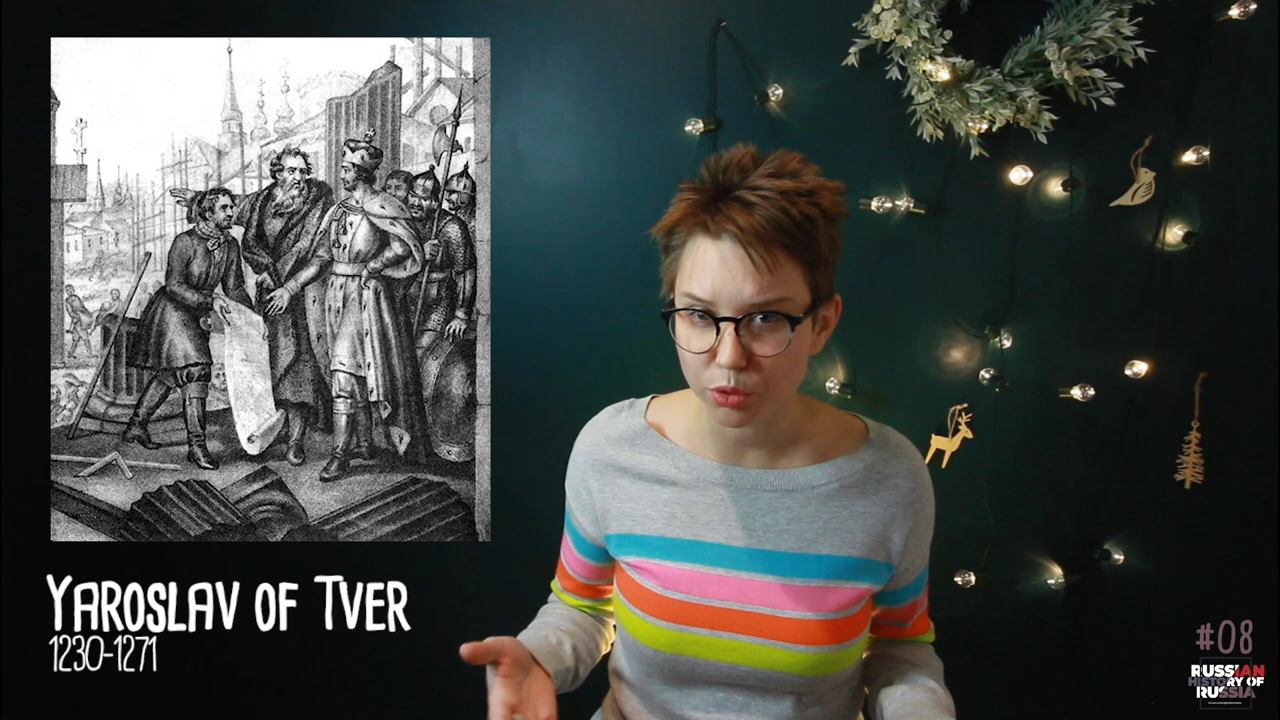 YAROSLAV OF TVER
1230-1271
#08
RUSSIAN
HISTORY OF
RUSSIA